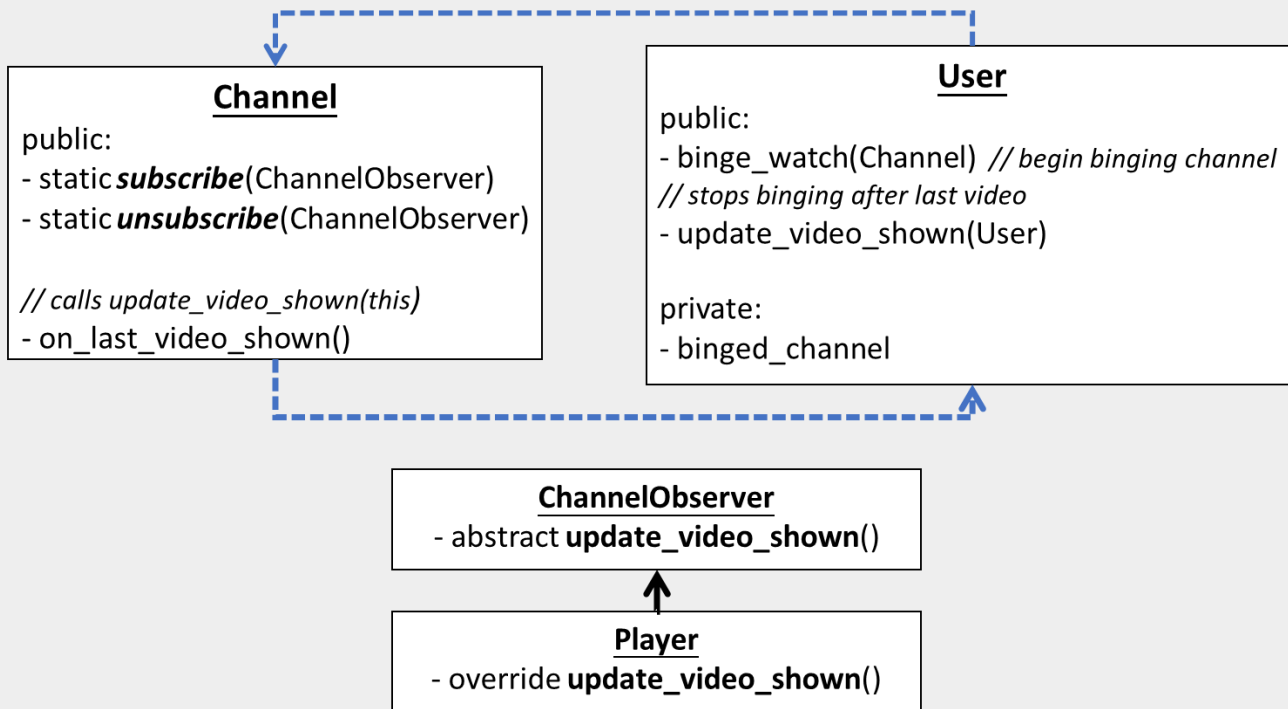 Channel
public:
- static subscribe(ChannelObserver)
- static unsubscribe(ChannelObserver)
// calls update_video_shown(this)
- on_last_video_shown()
User
public:
- binge_watch(Channel) // begin binging channel
// stops binging after last video
- update_video_shown(User)
private:
- binged_channel
ChannelObserver
- abstract update_video_shown()
Player
- override update_video_shown()